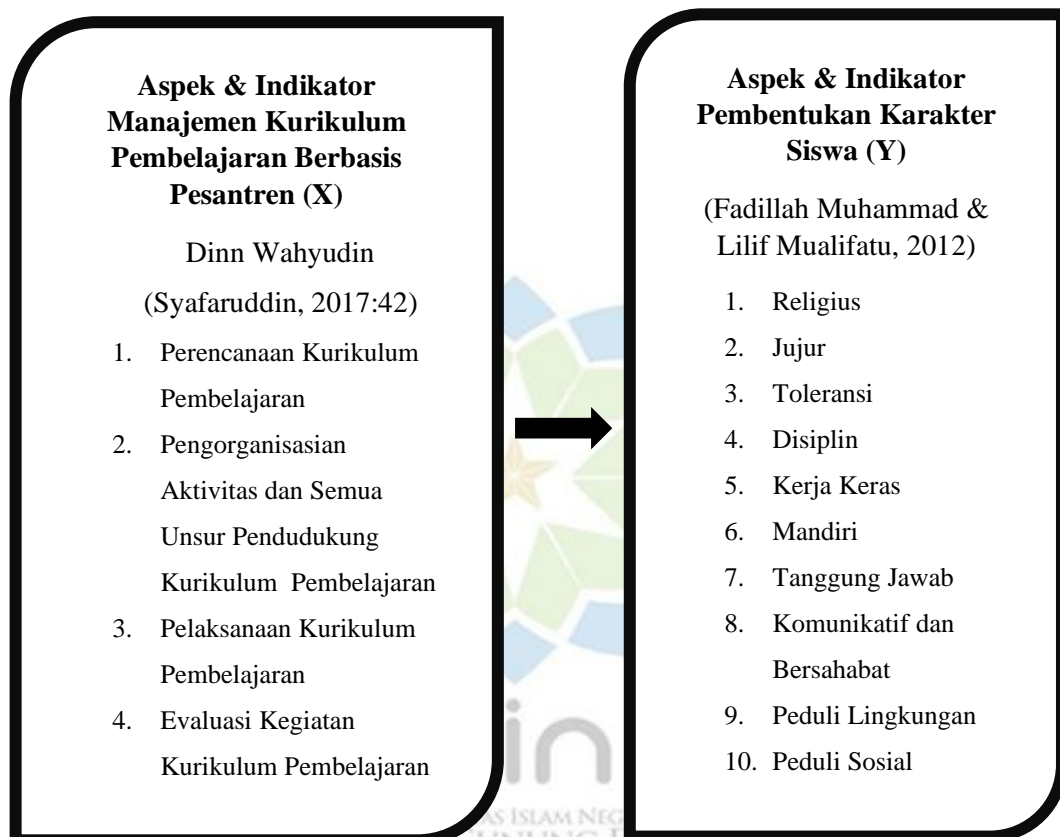 Aspek & Indikator
Manajemen Kurikulum
Pembelajaran Berbasis
Pesantren (X)
Dinn Wahyudin
(Syafaruddin, 2017:42)
1. Perencanaan Kurikulum
Pembelajaran
2. Pengorganisasian
Aktivitas dan Semua
Unsur Pendudukung
Kurikulum Pembelajaran
3. Pelaksanaan Kurikulum
Pembelajaran
4. Evaluasi Kegiatan
Kurikulum Pembelajaran
Aspek & Indikator
Pembentukan Karakter
Siswa (Y)
(Fadillah Muhammad &
Lilif Mualifatu, 2012)
1. Religius
2. Jujur
3. Toleransi
4. Disiplin
5. Kerja Keras
6. Mandiri
7. Tanggung Jawab
8. Komunikatif dan
Bersahabat
9. Peduli Lingkungan
10. Peduli Sosial
in
ISLAM